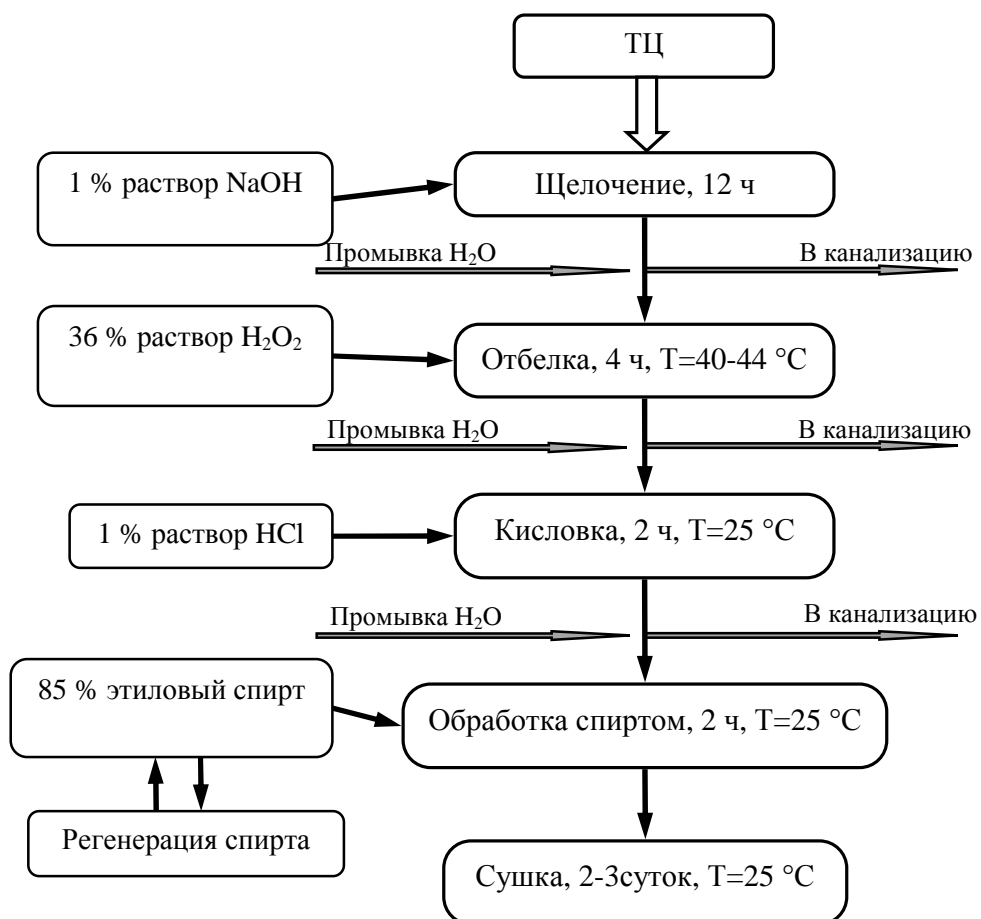 ТЦ
1 % раствор NaOH
Щелочение, 12 ч
Промывка H₂O
В канализацию
36 % раствор H₂O₂
Отбелка, 4 ч, Т=40-44 °С
Промывка H₂O
В канализацию
1 % раствор HCl
Кисловка, 2 ч, Т=25 °С
Промывка H₂O
В канализацию
85 % этиловый спирт
Обработка спиртом, 2 ч, Т=25 °С
Регенерация спирта
Сушка, 2-3суток, Т=25 °С